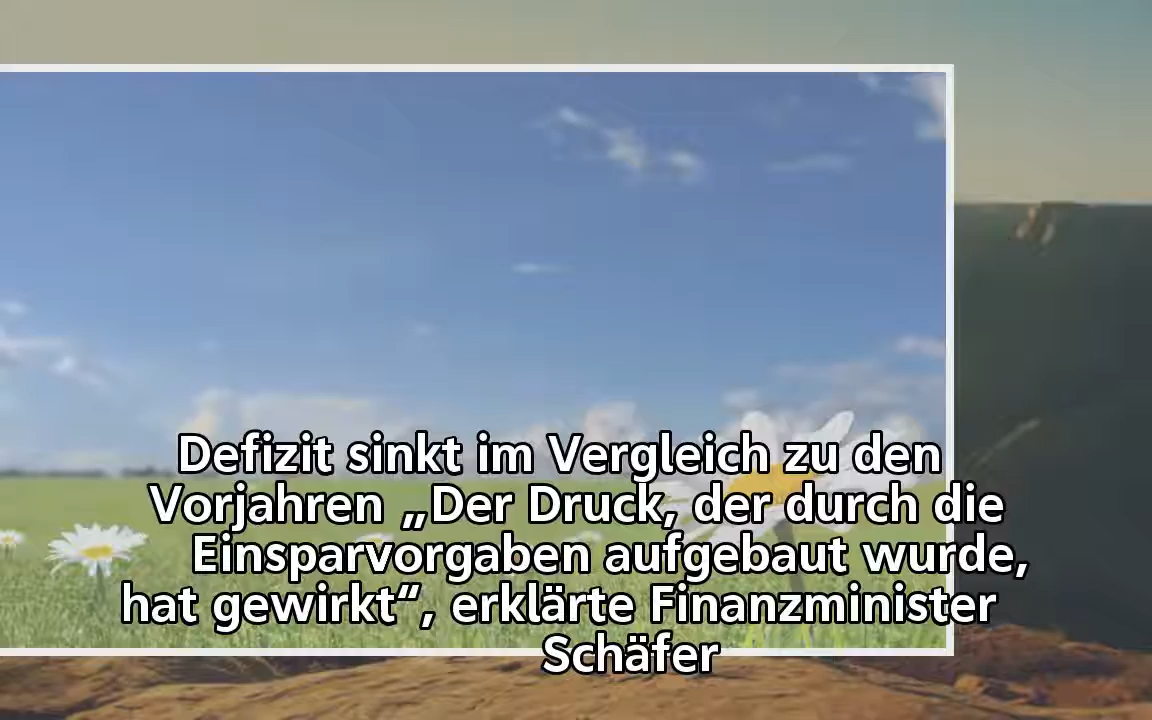 Defizit sinkt im Vergleich zu den
Vorjahren „Der Druck, der durch die
Einsparvorgaben aufgebaut wurde,
hat gewirkt“, erklärte Finanzminister
Schäfer